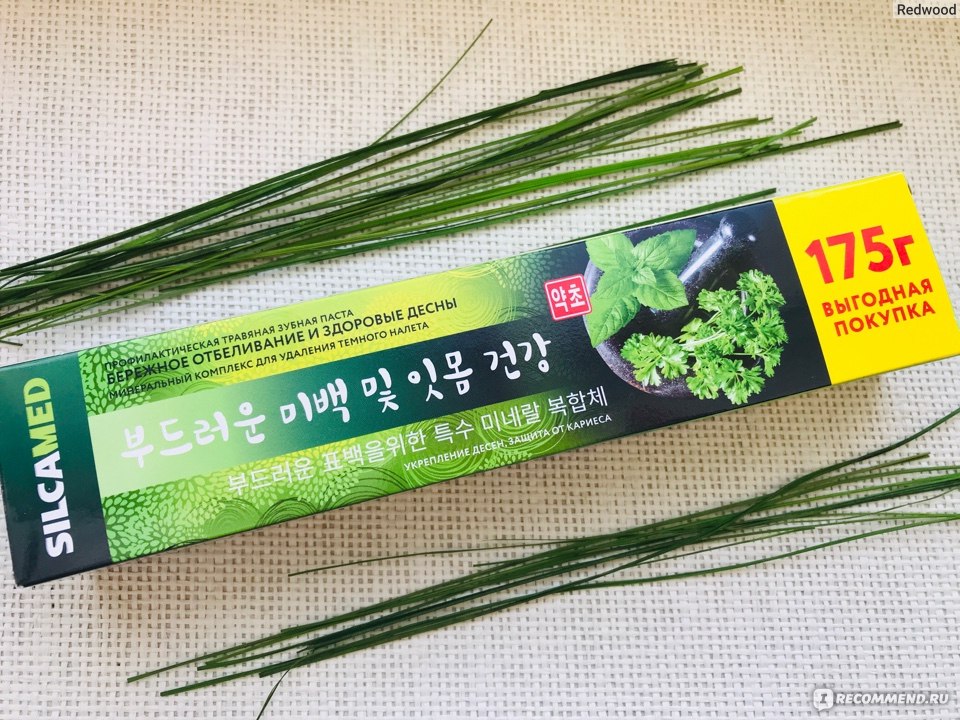 Redwood
175г
ВЫГОДНАЯ
ПОКУПКА
약초
ПРОФИЛАКТИЧЕСКАЯ ТРАВЯНАЯ ЗУБНАЯ ПАСТА
БЕРЕЖНОЕ ОТБЕЛИВАНИЕ И ЗДОРОВЫЕ ДЕСНЫ
МИНЕРАЛЬНЫЙ КОМПЛЕКС ДЛЯ УДАЛЕНИЯ ТЕМНОГО НАЛЕТА
SILCAMED
부드러운 미백 및 잇몸 건강
부드러운 표백을위한 특수 미네랄 복합체
УКРЕПЛЕНИЕ ДЕСЕН, ЗАЩИТА ОТ КАРИЕСА
RECOMMEND.RU